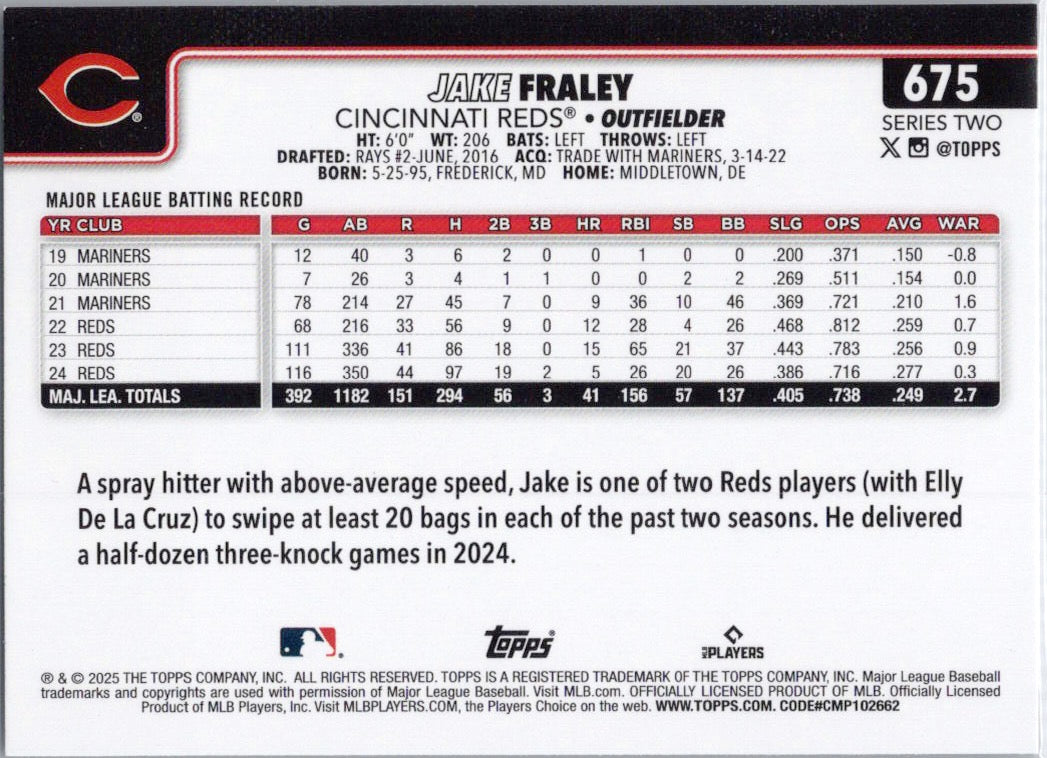 675
JAKE FRALEY
CINCINNATI REDS® • OUTFIELDER
SERIES TWO
HT: 6'0" WT: 206 BATS: LEFT THROWS: LEFT
@TOPPS
DRAFTED: RAYS #2-JUNE, 2016 ACQ: TRADE WITH MARINERS, 3-14-22
BORN: 5-25-95, FREDERICK, MD HOME: MIDDLETOWN, DE
MAJOR LEAGUE BATTING RECORD
YR CLUB G AB R H 2B 3B HR RBI SB BB SLG OPS AVG WAR
19 MARINERS 12 40 3 6 2 0 0 1 0 0 .200 .371 .150 -0.8
20 MARINERS 7 26 3 4 1 1 0 0 2 2 .269 .511 .154 0.0
21 MARINERS 78 214 27 45 7 0 9 36 10 46 .369 .721 .210 1.6
22 REDS 68 216 33 56 9 0 12 28 4 26 .468 .812 .259 0.7
23 REDS 111 336 41 86 18 0 15 65 21 37 .443 .783 .256 0.9
24 REDS 116 350 44 97 19 2 5 26 20 26 .386 .716 .277 0.3
MAJ. LEA. TOTALS 392 1182 151 294 56 3 41 156 57 137 .405 .738 .249 2.7
A spray hitter with above-average speed, Jake is one of two Reds players (with Elly
De La Cruz) to swipe at least 20 bags in each of the past two seasons. He delivered
a half-dozen three-knock games in 2024.
Topps®
MLB PLAYERS
® & © 2025 THE TOPPS COMPANY, INC. ALL RIGHTS RESERVED. TOPPS IS A REGISTERED TRADEMARK OF THE TOPPS COMPANY, INC. Major League Baseball
trademarks and copyrights are used with permission of Major League Baseball. Visit MLB.com. OFFICIALLY LICENSED PRODUCT OF MLB. Officially Licensed
Product of MLB Players, Inc. Visit MLBPLAYERS.COM, the Players Choice on the web. WWW.TOPPS.COM. CODE#CMP102662